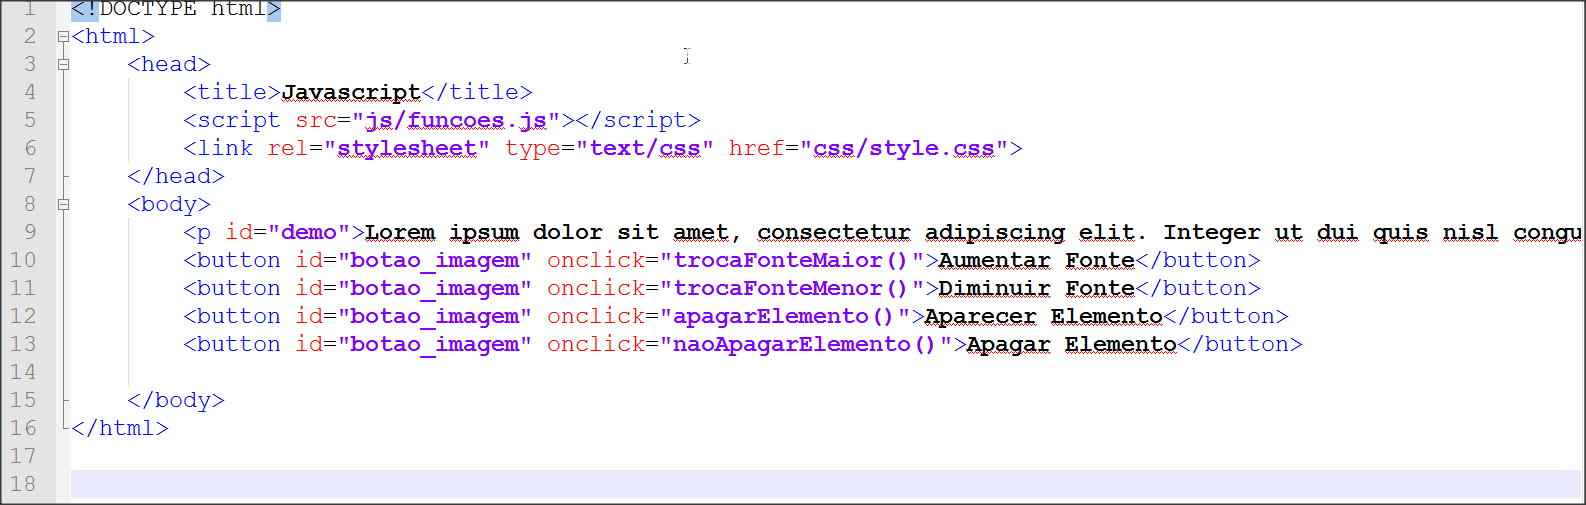 1 <!DOCTYPE html>
2 <html>
3 <head>
4 <title>Javascript</title>
5 <script src="js/funcoes.js"></script>
6 <link rel="stylesheet" type="text/css" href="css/style.css">
7 </head>
8 <body>
9 <p id="demo">Lorem ipsum dolor sit amet, consectetur adipiscing elit. Integer ut dui quis nisl congu
10 <button id="botao_imagem" onclick="trocaFonteMaior()">Aumentar Fonte</button>
11 <button id="botao_imagem" onclick="trocaFonteMenor()">Diminuir Fonte</button>
12 <button id="botao_imagem" onclick="apagarElemento()">Aparecer Elemento</button>
13 <button id="botao_imagem" onclick="naoApagarElemento()">Apagar Elemento</button>
14
15 </body>
16 </html>
17
18